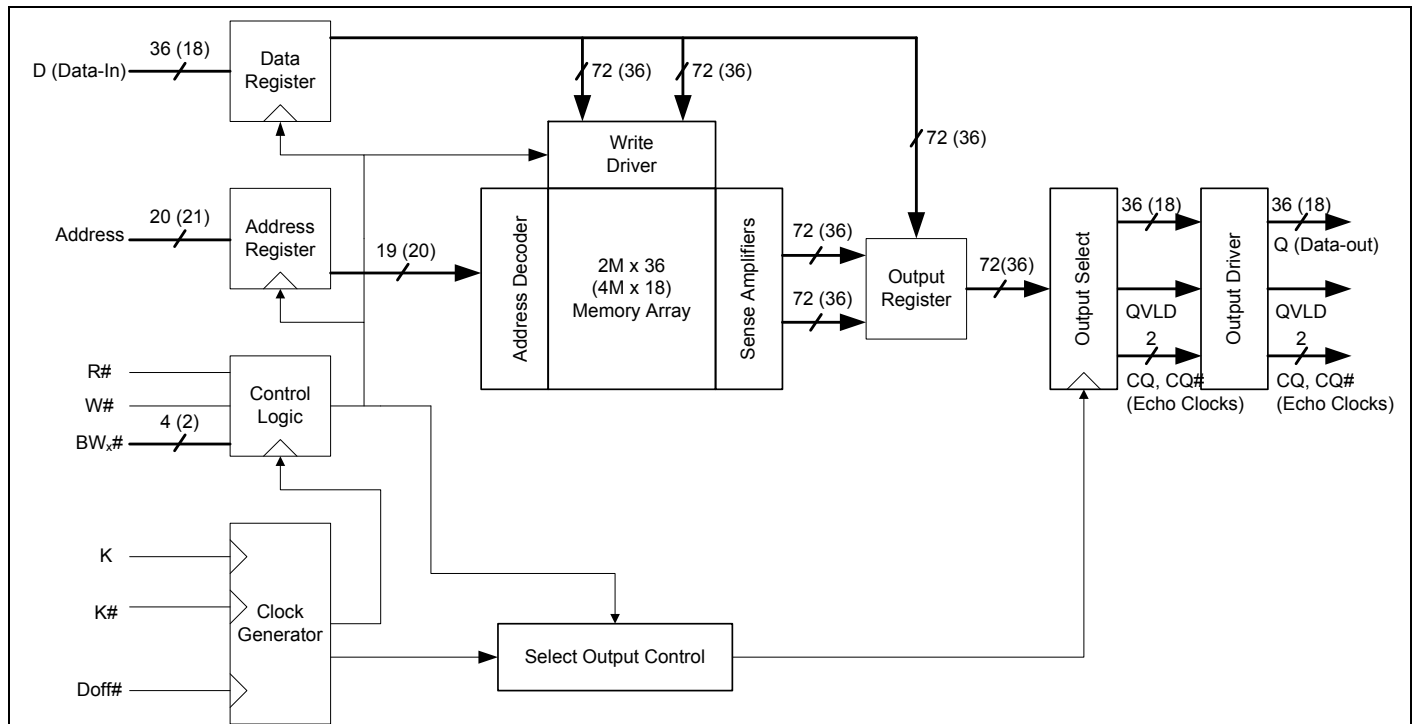 36 (18)
D (Data-In)
Data
Register
72 (36)
72 (36)
72 (36)
Write
Driver
20 (21)
Address
Address
Register
19 (20)
Address Decoder
2M x 36
(4M x 18)
Memory Array
Sense Amplifiers
72 (36)
72 (36)
Output
Register
72(36)
Output Select
36 (18)
QVLD
2
CQ, CQ#
(Echo Clocks)
Output Driver
36 (18)
Q (Data-out)
QVLD
2
CQ, CQ#
(Echo Clocks)
R#
W#
4 (2)
BWx#
Control
Logic
K
K#
Doff#
Clock
Generator
Select Output Control